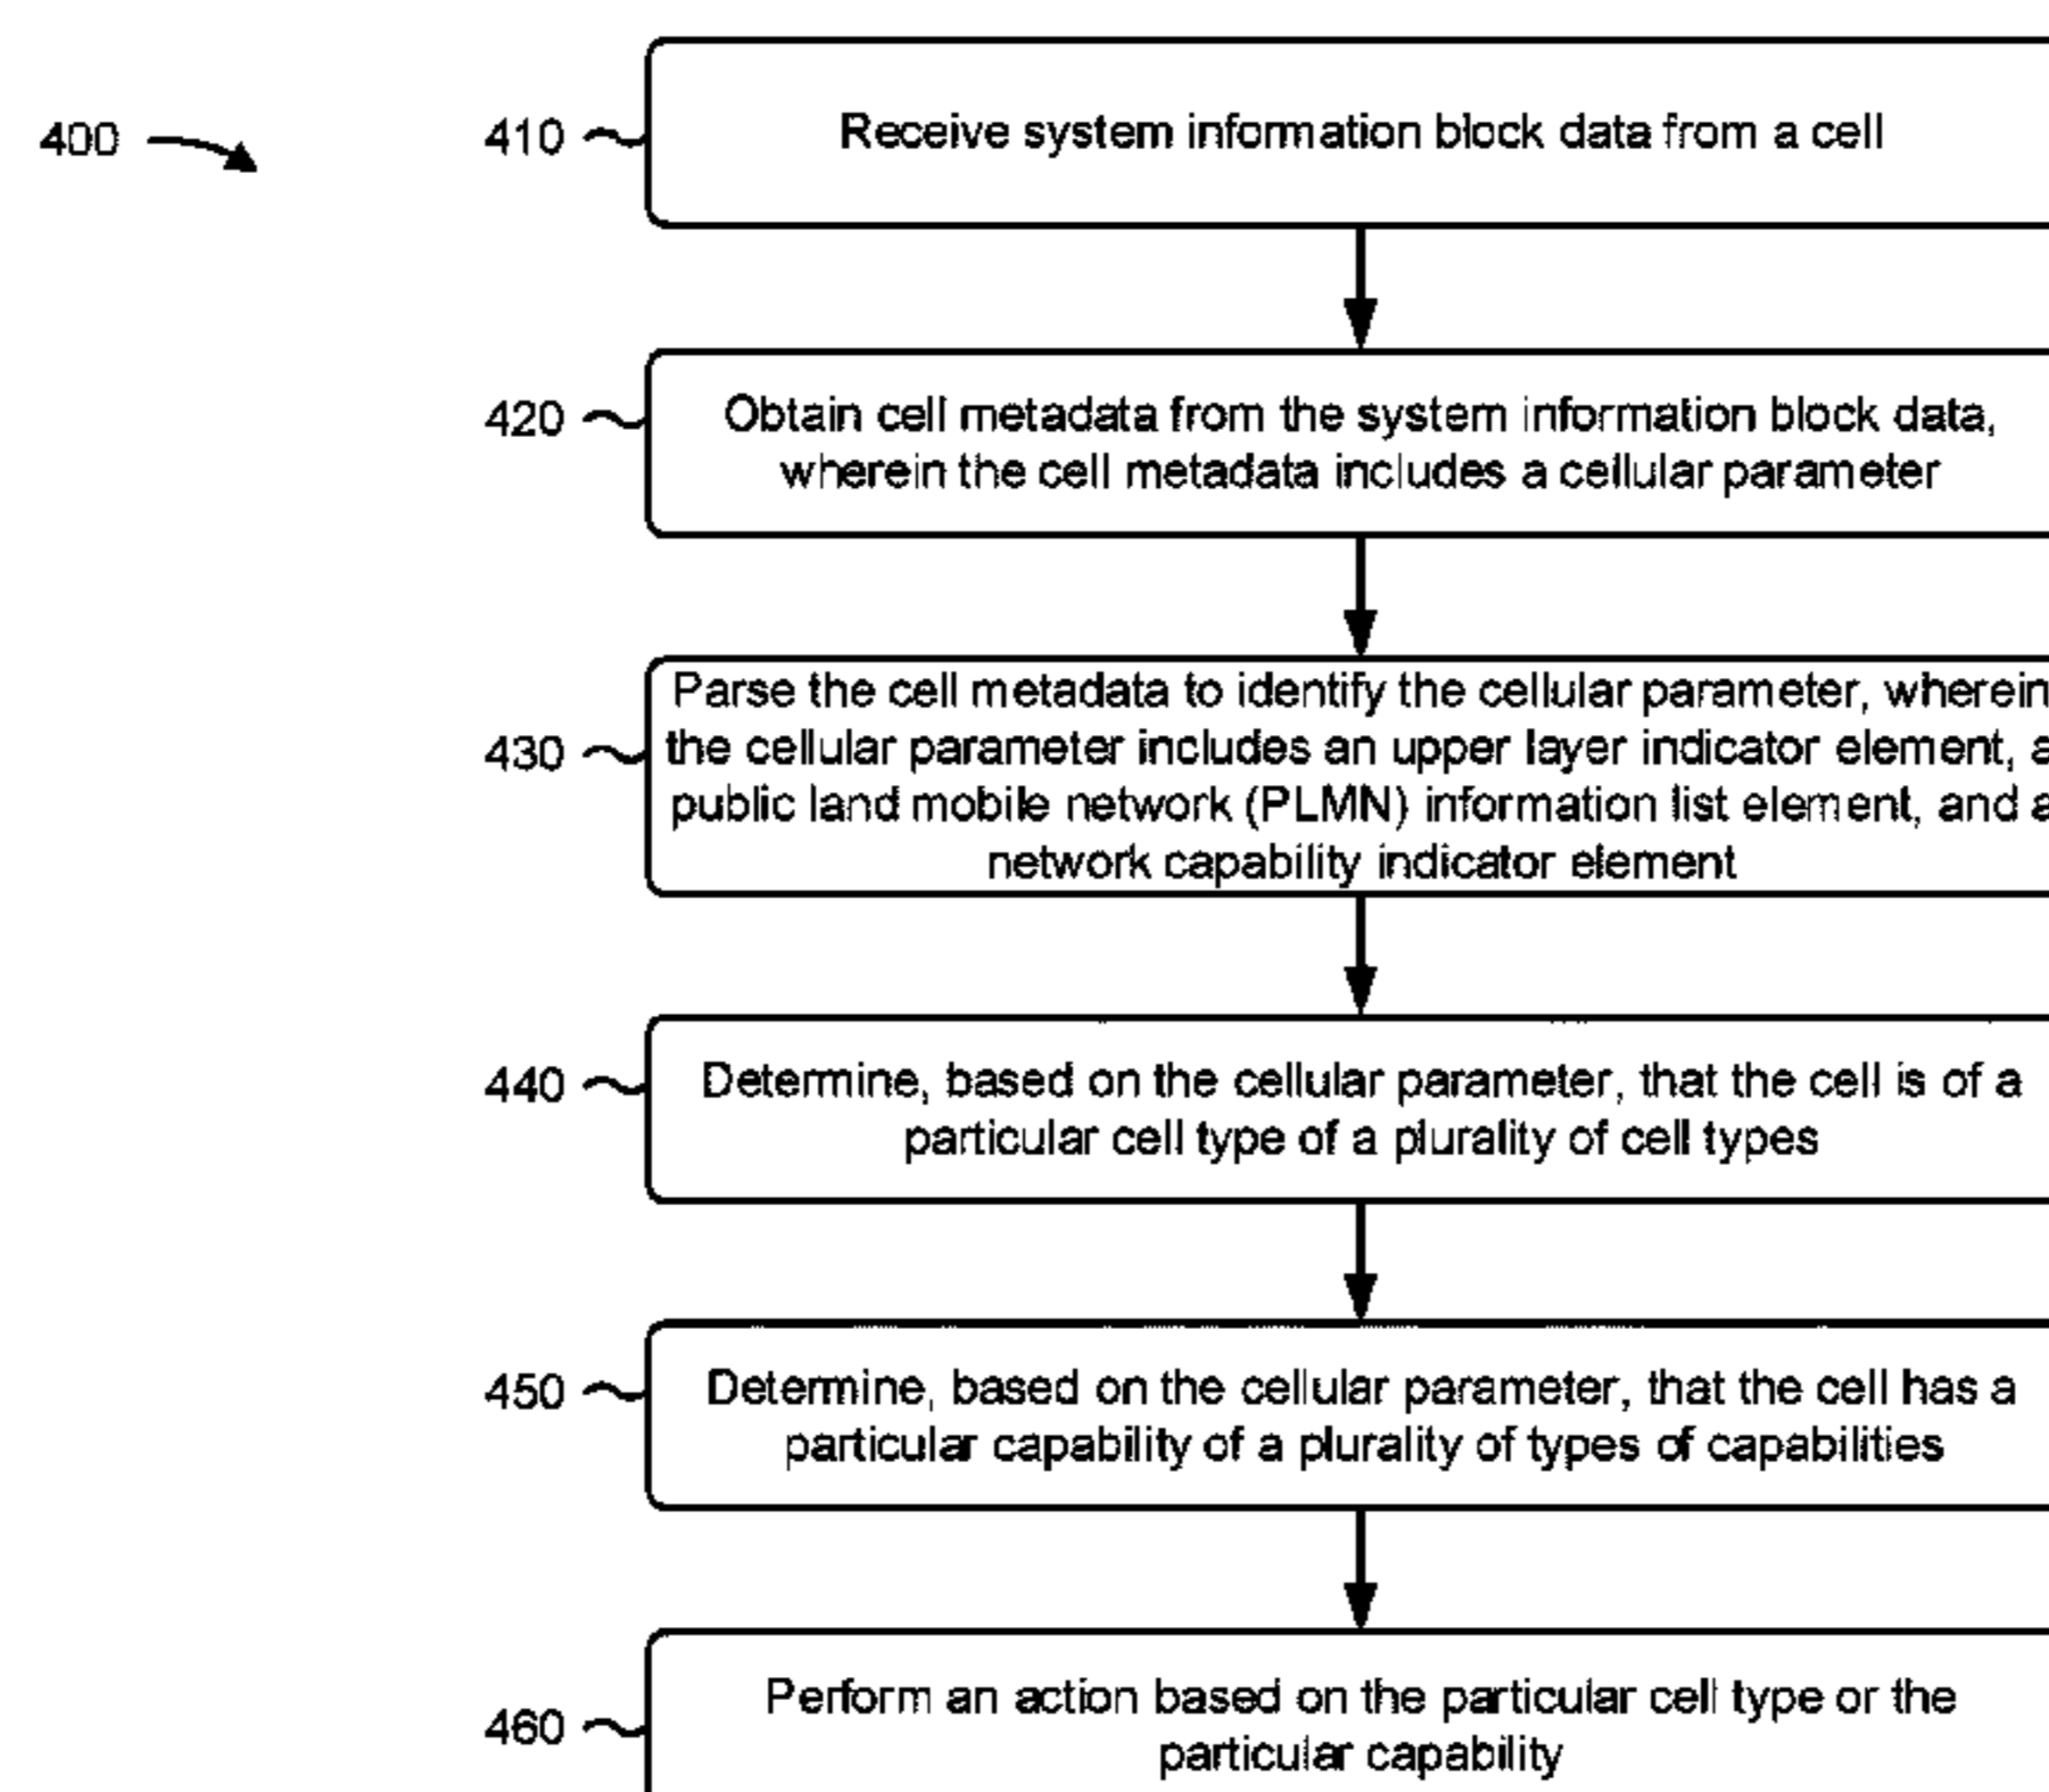 400
410
Receive system information block data from a cell
420
Obtain cell metadata from the system information block data,
wherein the cell metadata includes a cellular parameter
430
Parse the cell metadata to identify the cellular parameter, wherein
the cellular parameter includes an upper layer indicator element, a
public land mobile network (PLMN) information list element, and a
network capability indicator element
440
Determine, based on the cellular parameter, that the cell is of a
particular cell type of a plurality of cell types
450
Determine, based on the cellular parameter, that the cell has a
particular capability of a plurality of types of capabilities
460
Perform an action based on the particular cell type or the
particular capability